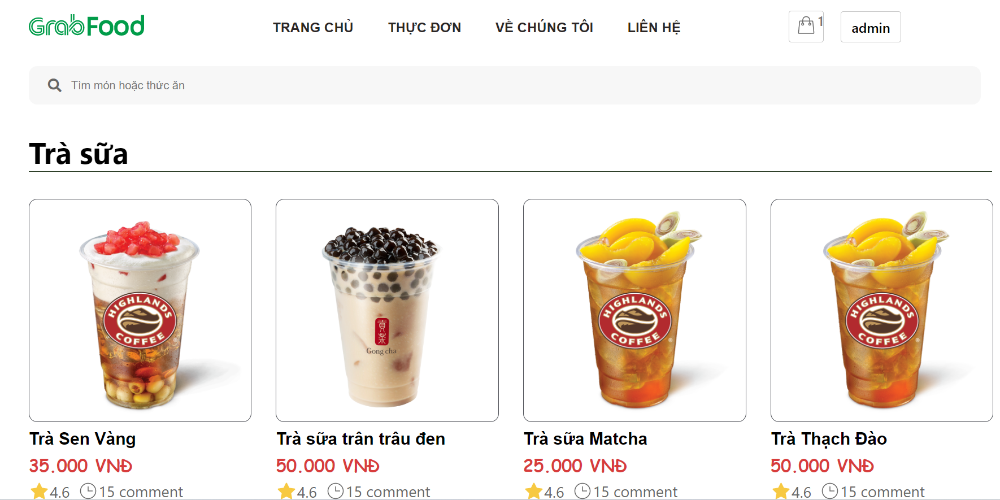 GrabFood
TRANG CHỦ THỰC ĐƠN VỀ CHÚNG TÔI LIÊN HỆ
1
admin
Tìm món hoặc thức ăn
Trà sữa
HIGHLANDS COFFEE ®
貢茶
Gong cha
HIGHLANDS COFFEE ®
HIGHLANDS COFFEE ®
Trà Sen Vàng
35.000 VNĐ
4.6 15 comment
Trà sữa trân trâu đen
50.000 VNĐ
4.6 15 comment
Trà sữa Matcha
25.000 VNĐ
4.6 15 comment
Trà Thạch Đào
50.000 VNĐ
4.6 15 comment